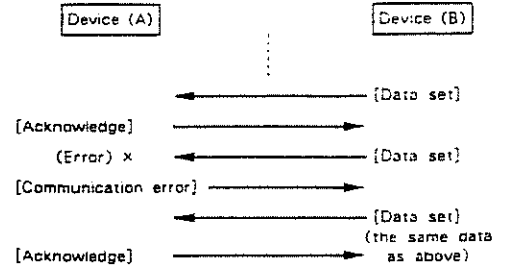 Device (A)
Device (B)
[Data set]
[Acknowledge]
(Error) ×
[Data set]
[Communication error]
[Data set]
(the same data
as above)
[Acknowledge]